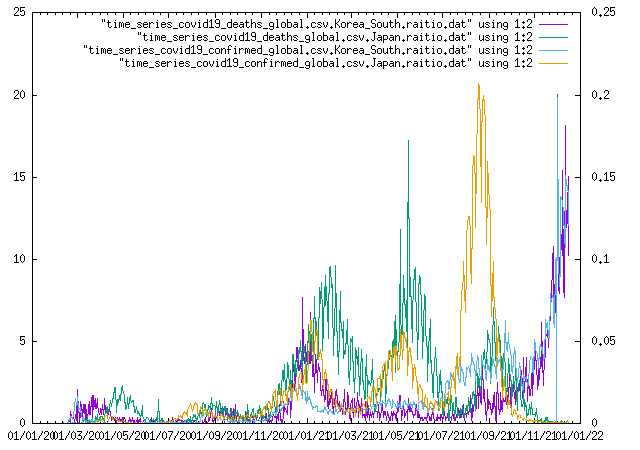 25 0.25
"time_series_covid19_deaths_global.csv.Korea_South.raitio.dat" using 1:2
"time_series_covid19_deaths_global.csv.Japan.raitio.dat" using 1:2
"time_series_covid19_confirmed_global.csv.Korea_South.raitio.dat" using 1:2
"time_series_covid19_confirmed_global.csv.Japan.raitio.dat" using 1:2
20 0.2
15 0.15
10 0.1
5 0.05
0 0
01/01/20 01/03/20 01/05/20 01/07/20 01/09/20 01/11/20 01/01/21 01/03/21 01/05/21 01/07/21 01/09/21 01/11/21 01/01/22